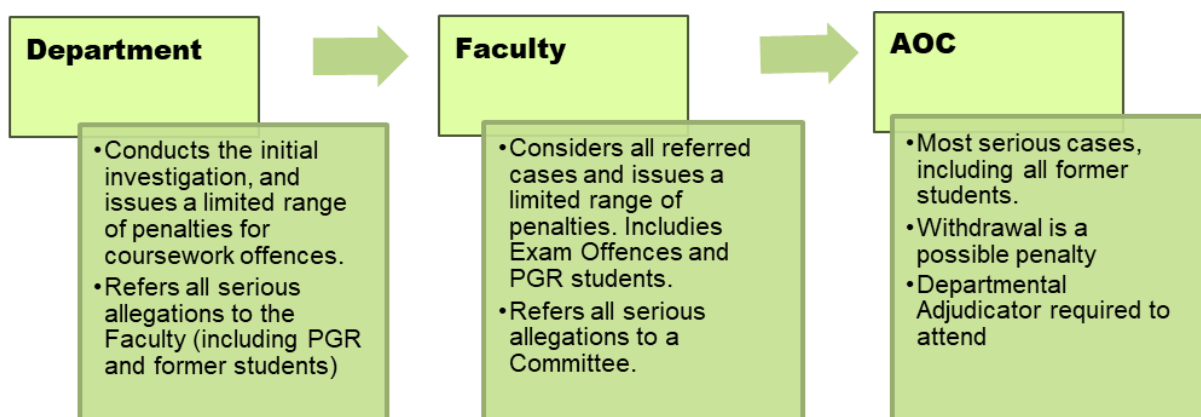 Department
•Conducts the initial
investigation, and
issues a limited range
of penalties for
coursework offences.
•Refers all serious
allegations to the
Faculty (including PGR
and former students)
Faculty
•Considers all referred
cases and issues a
limited range of
penalties. Includies
Exam Offences and
PGR students.
•Refers all serious
allegations to a
Committee.
AOC
•Most serious cases,
including all former
students.
•Withdrawal is a
possible penalty
•Departmental
Adjudicator required to
attend